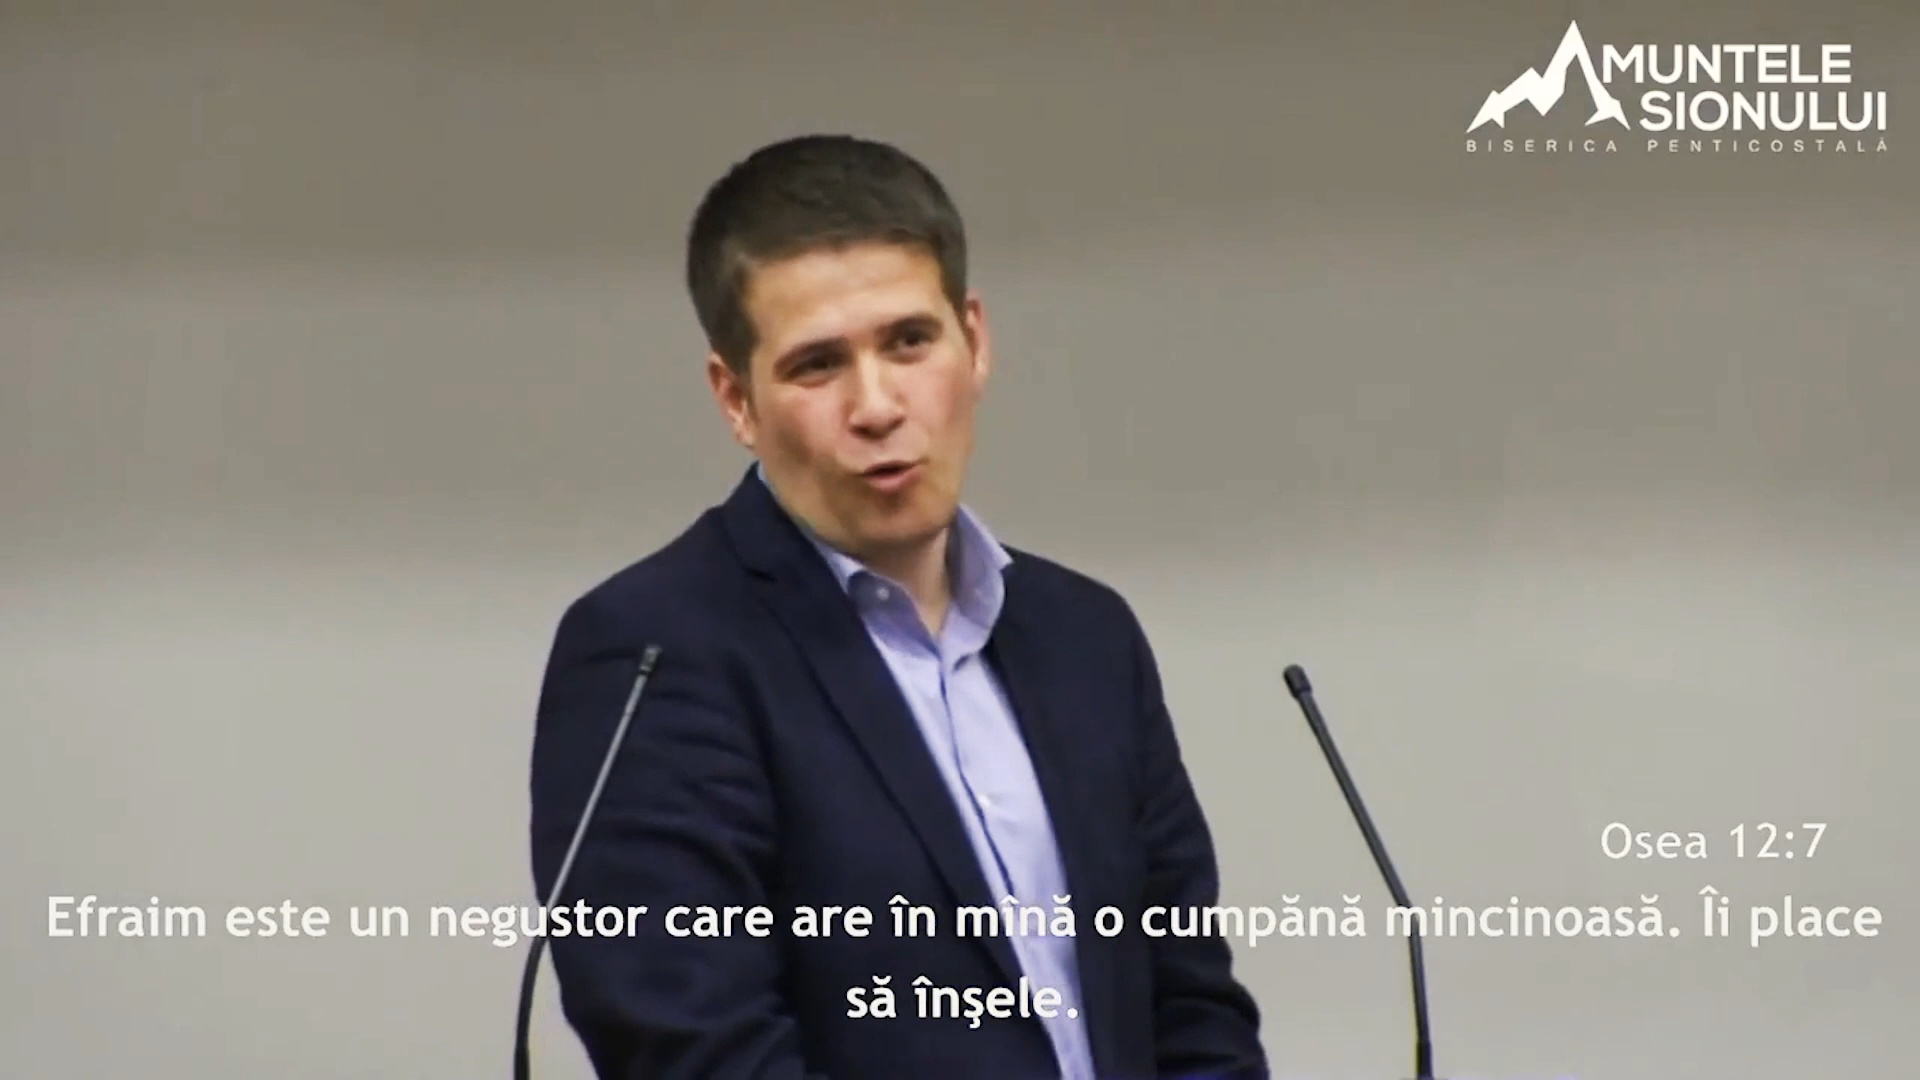 MUNTELE
SIONULUI
BISERICA PENTICOSTALĂ
Osea 12:7
Efraim este un negustor care are în mînă o cumpănă mincinoasă. Îi place
să înşele.